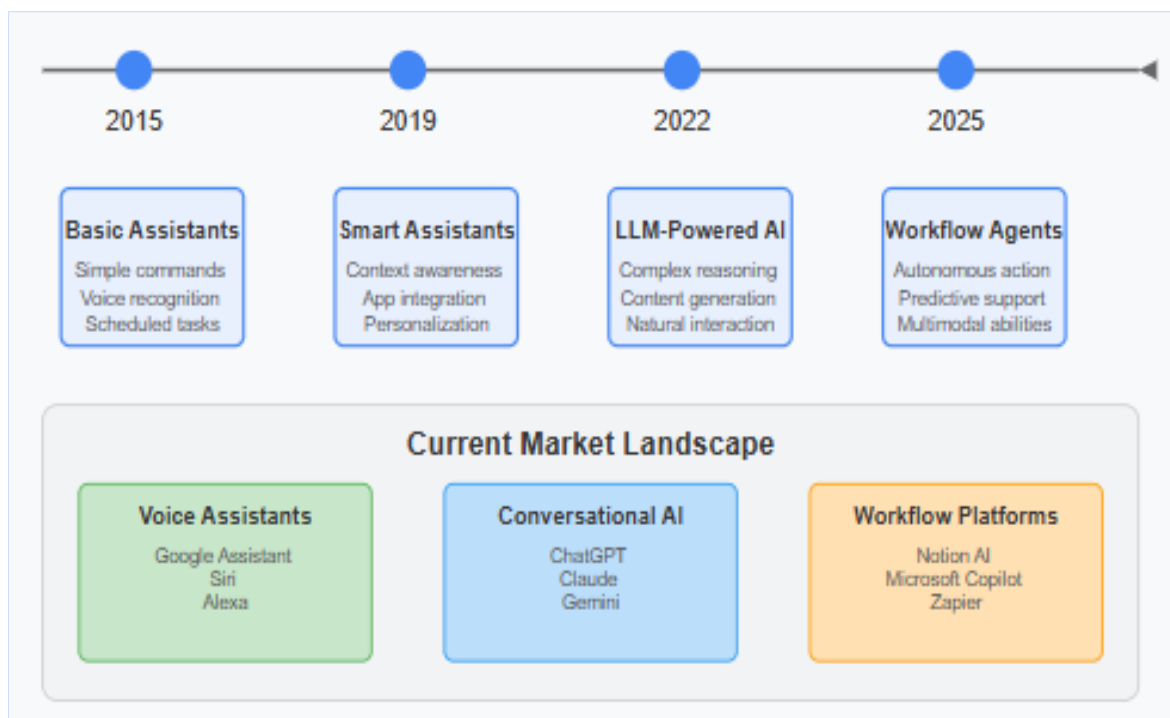 2015
2019
2022
2025
Basic Assistants
Simple commands
Voice recognition
Scheduled tasks
Smart Assistants
Context awareness
App integration
Personalization
LLM-Powered AI
Complex reasoning
Content generation
Natural interaction
Workflow Agents
Autonomous action
Predictive support
Multimodal abilities
Current Market Landscape
Voice Assistants
Google Assistant
Siri
Alexa
Conversational AI
ChatGPT
Claude
Gemini
Workflow Platforms
Notion AI
Microsoft Copilot
Zapier